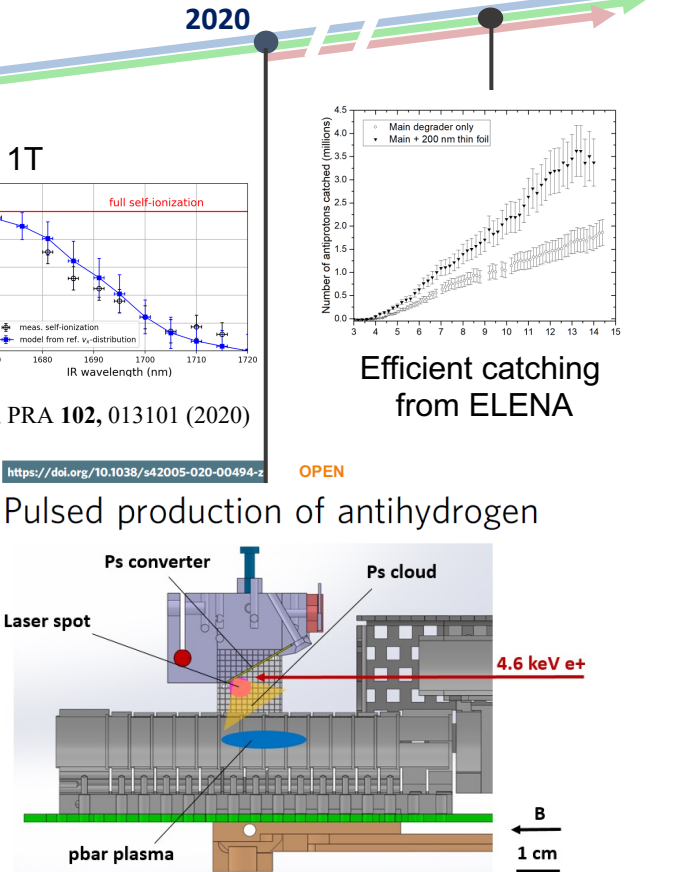 2020
1T
full self-ionization
meas. self-ionization
model from ref. vₓ-distribution
1680 1690 1700 1710 1720
IR wavelength (nm)
PRA 102, 013101 (2020)
Number of antiprotons catched (millions)
4.5
4.0
3.5
3.0
2.5
2.0
1.5
1.0
0.5
0.0
Main degrader only
Main + 200 nm thin foil
3 4 5 6 7 8 9 10 11 12 13 14 15
Efficient catching
from ELENA
https://doi.org/10.1038/s42005-020-00494-z
OPEN
Pulsed production of antihydrogen
Ps converter
Ps cloud
Laser spot
4.6 keV e+
pbar plasma
B
1 cm